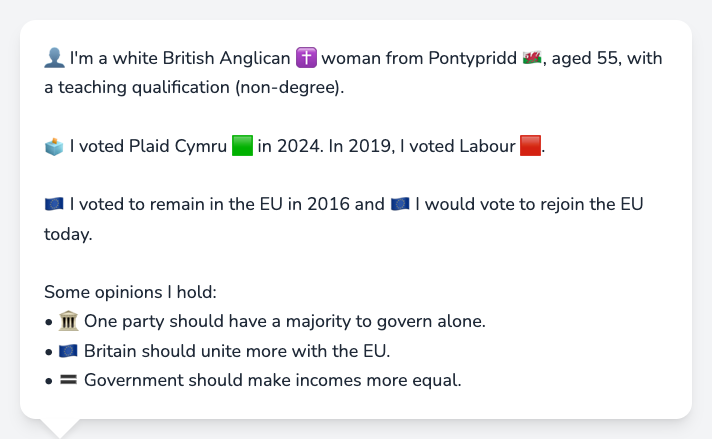 👤 I'm a white British Anglican ✝️ woman from Pontypridd 🏴󠁧󠁢󠁷󠁬󠁳󠁿, aged 55, with
a teaching qualification (non-degree).
🗳️ I voted Plaid Cymru 🟩 in 2024. In 2019, I voted Labour 🟥.
🇪🇺 I voted to remain in the EU in 2016 and 🇪🇺 I would vote to rejoin the EU
today.
Some opinions I hold:
• 🏛️ One party should have a majority to govern alone.
• 🇪🇺 Britain should unite more with the EU.
• 🟰 Government should make incomes more equal.